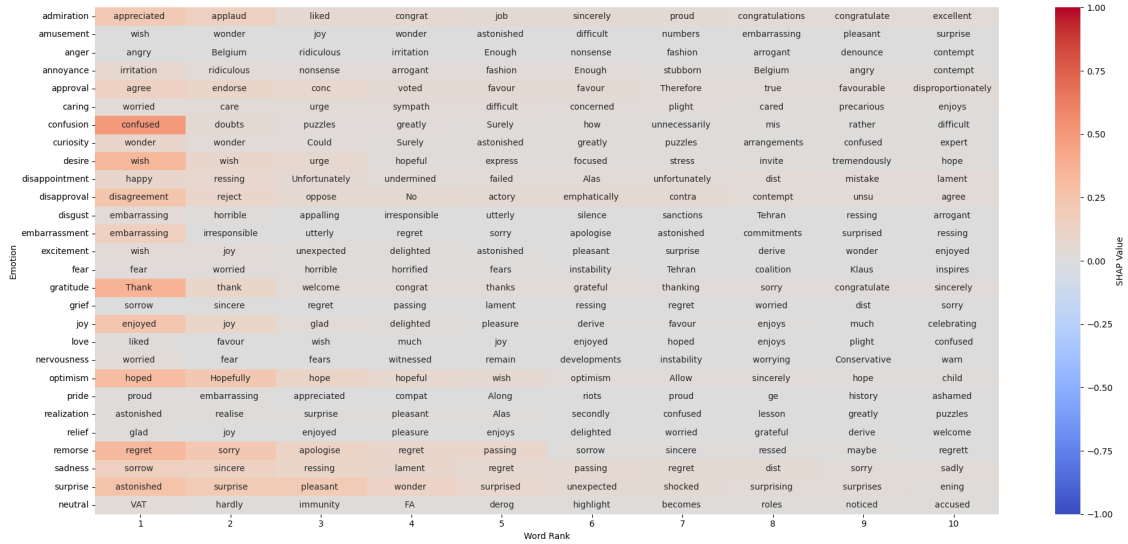 admiration appreciated applaud liked congrat job sincerely proud congratulations congratulate excellent
amusement wish wonder joy wonder astonished difficult numbers embarrassing pleasant surprise
anger angry Belgium ridiculous irritation Enough nonsense fashion arrogant denounce contempt
annoyance irritation ridiculous nonsense arrogant fashion Enough stubborn Belgium angry contempt
approval agree endorse conc voted favour favour Therefore true favourable disproportionately
caring worried care urge sympath difficult concerned plight cared precarious enjoys
confusion confused doubts puzzles greatly Surely how unnecessarily mis rather difficult
curiosity wonder wonder Could Surely astonished greatly puzzles arrangements confused expert
desire wish wish urge hopeful express focused stress invite tremendously hope
disappointment happy ressing Unfortunately undermined failed Alas unfortunately dist mistake lament
disapproval disagreement reject oppose No actory emphatically contra contempt unsu agree
disgust embarrassing horrible appalling irresponsible utterly silence sanctions Tehran ressing arrogant
embarrassment embarrassing irresponsible utterly regret sorry apologise astonished commitments surprised ressing
excitement wish joy unexpected delighted astonished pleasant surprise derive wonder enjoyed
fear fear worried horrible horrified fears instability Tehran coalition Klaus inspires
gratitude Thank thank welcome congrat thanks grateful thanking sorry congratulate sincerely
grief sorrow sincere regret passing lament ressing regret worried dist sorry
joy enjoyed joy glad delighted pleasure derive favour enjoys much celebrating
love liked favour wish much joy enjoyed hoped enjoys plight confused
nervousness worried fear fears witnessed remain developments instability worrying Conservative warn
optimism hoped Hopefully hope hopeful wish optimism Allow sincerely hope child
pride proud embarrassing appreciated compat Along riots proud ge history ashamed
realization astonished realise surprise pleasant Alas secondly confused lesson greatly puzzles
relief glad joy enjoyed pleasure enjoys delighted worried grateful derive welcome
remorse regret sorry apologise regret passing sorrow sincere ressed maybe regrett
sadness sorrow sincere ressing lament regret passing regret dist sorry sadly
surprise astonished surprise pleasant wonder surprised unexpected shocked surprising surprises ening
neutral VAT hardly immunity FA derog highlight becomes roles noticed accused
1 2 3 4 5 6 7 8 9 10
Word Rank
Emotion
1.00
0.75
0.50
0.25
0.00
−0.25
−0.50
−0.75
−1.00
SHAP Value